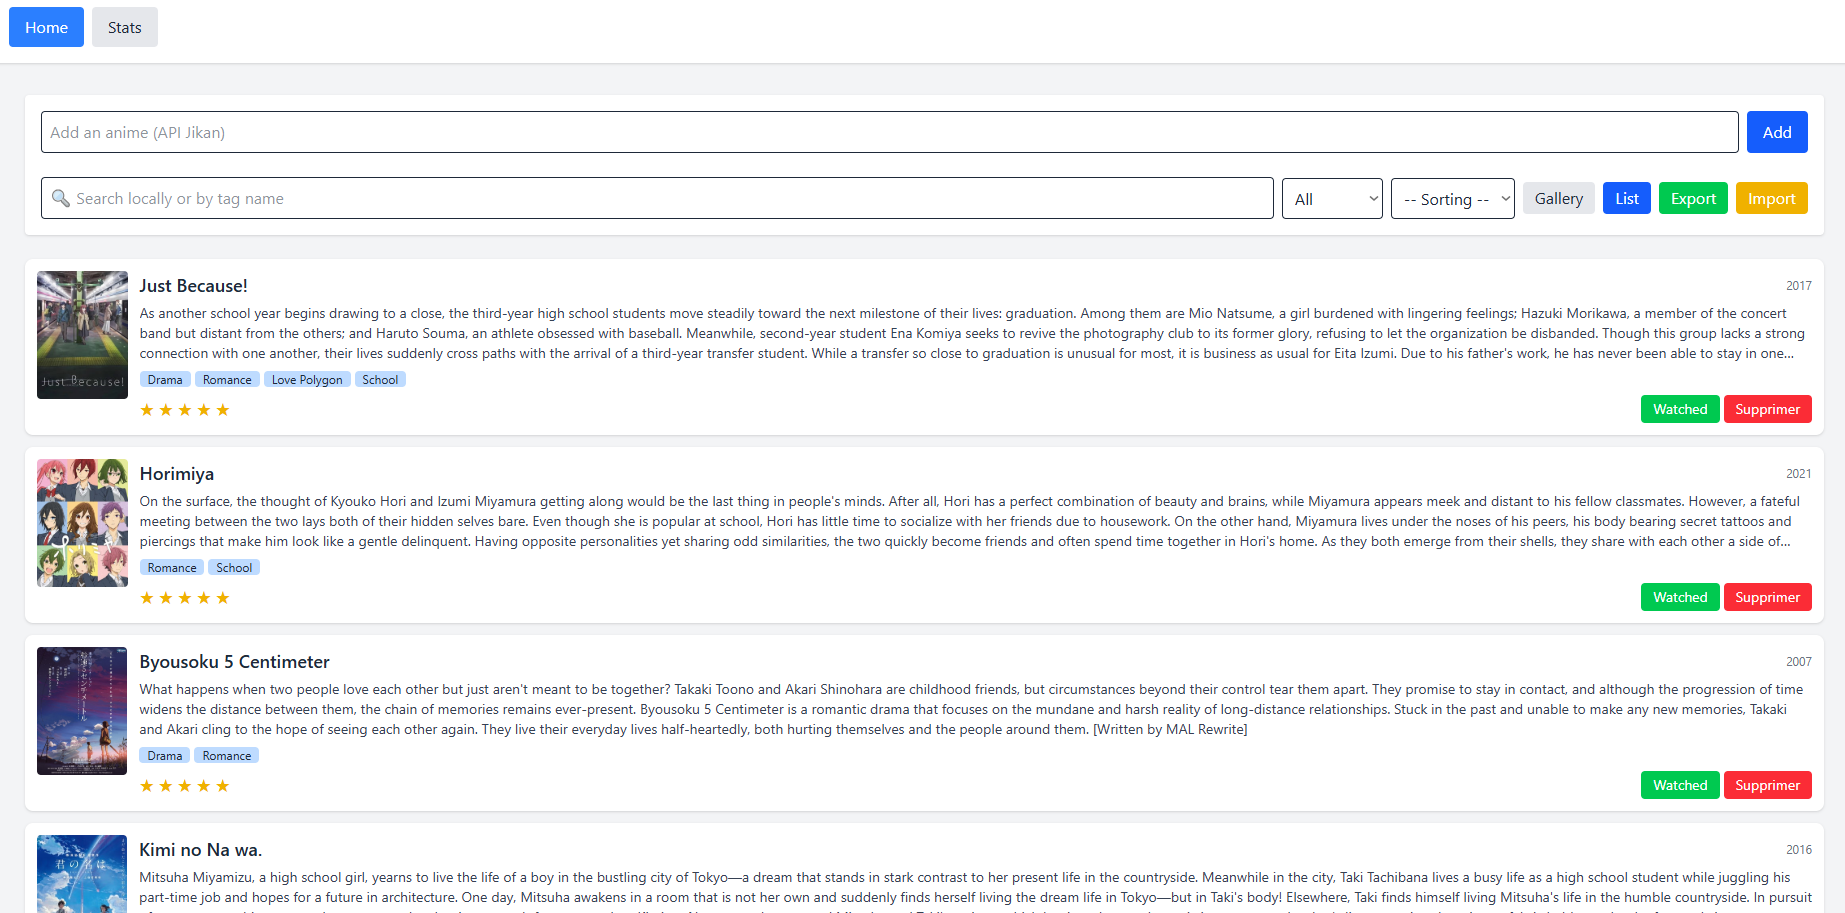 Home Stats
Add an anime (API Jikan) Add
🔍 Search locally or by tag name All -- Sorting -- Gallery List Export Import
Just Because! 2017
As another school year begins drawing to a close, the third-year high school students move steadily toward the next milestone of their lives: graduation. Among them are Mio Natsume, a girl burdened with lingering feelings; Hazuki Morikawa, a member of the concert
band but distant from the others; and Haruto Souma, an athlete obsessed with baseball. Meanwhile, second-year student Ena Komiya seeks to revive the photography club to its former glory, refusing to let the organization be disbanded. Though this group lacks a strong
connection with one another, their lives suddenly cross paths with the arrival of a third-year transfer student. While a transfer so close to graduation is unusual for most, it is business as usual for Eita Izumi. Due to his father's work, he has never been able to stay in one...
Just Because!
Drama Romance Love Polygon School
★ ★ ★ ★ ★ Watched Supprimer
Horimiya 2021
On the surface, the thought of Kyouko Hori and Izumi Miyamura getting along would be the last thing in people's minds. After all, Hori has a perfect combination of beauty and brains, while Miyamura appears meek and distant to his fellow classmates. However, a fateful
meeting between the two lays both of their hidden selves bare. Even though she is popular at school, Hori has little time to socialize with her friends due to housework. On the other hand, Miyamura lives under the noses of his peers, his body bearing secret tattoos and
piercings that make him look like a gentle delinquent. Having opposite personalities yet sharing odd similarities, the two quickly become friends and often spend time together in Hori's home. As they both emerge from their shells, they share with each other a side of...
Romance School
★ ★ ★ ★ ★ Watched Supprimer
Byousoku 5 Centimeter 2007
What happens when two people love each other but just aren't meant to be together? Takaki Toono and Akari Shinohara are childhood friends, but circumstances beyond their control tear them apart. They promise to stay in contact, and although the progression of time
widens the distance between them, the chain of memories remains ever-present. Byousoku 5 Centimeter is a romantic drama that focuses on the mundane and harsh reality of long-distance relationships. Stuck in the past and unable to make any new memories, Takaki
and Akari cling to the hope of seeing each other again. They live their everyday lives half-heartedly, both hurting themselves and the people around them. [Written by MAL Rewrite]
Drama Romance
★ ★ ★ ★ ★ Watched Supprimer
Kimi no Na wa. 2016
君の名は
Mitsuha Miyamizu, a high school girl, yearns to live the life of a boy in the bustling city of Tokyo—a dream that stands in stark contrast to her present life in the countryside. Meanwhile in the city, Taki Tachibana lives a busy life as a high school student while juggling his
part-time job and hopes for a future in architecture. One day, Mitsuha awakens in a room that is not her own and suddenly finds herself living the dream life in Tokyo—but in Taki's body! Elsewhere, Taki finds himself living Mitsuha's life in the humble countryside. In pursuit